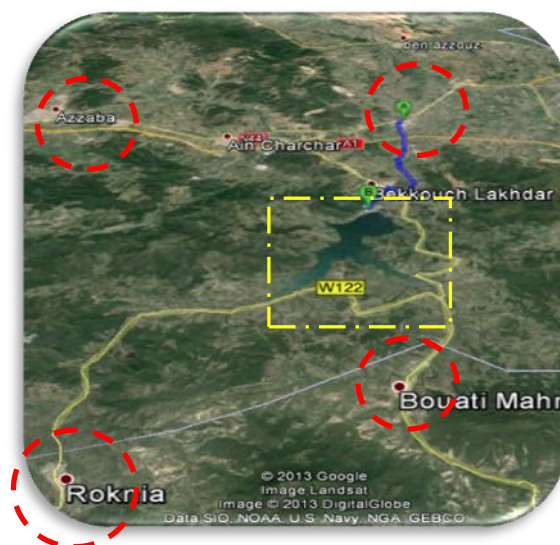 ben azzouz
A
Azzaba
Ain Charchar
A1
Bekkouch Lakhdar
B
W122
Bouati Mahr
Roknia
© 2013 Google
Image Landsat
Image © 2013 DigitalGlobe
Data SIO, NOAA, U.S. Navy, NGA, GEBCO